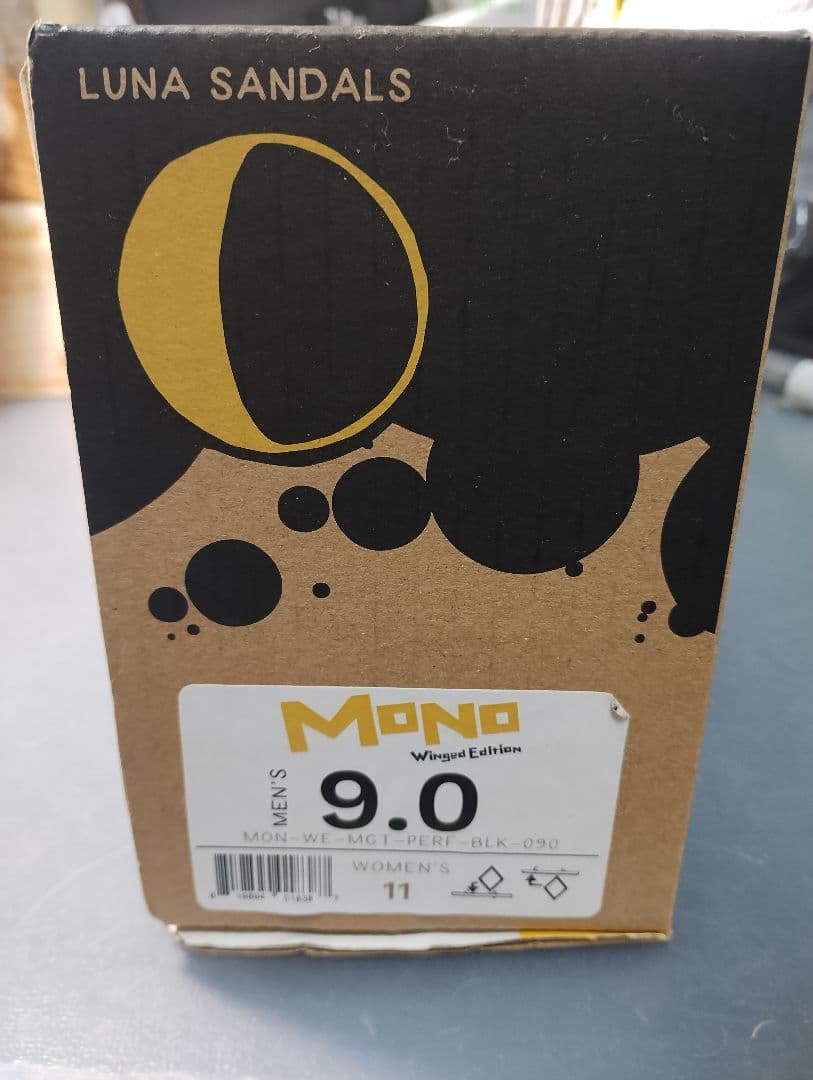 LUNA SANDALS
MONO
Winged Edition
MEN'S
9.0
MON-WE-MGT-PERF-BLK-090
WOMEN'S
11